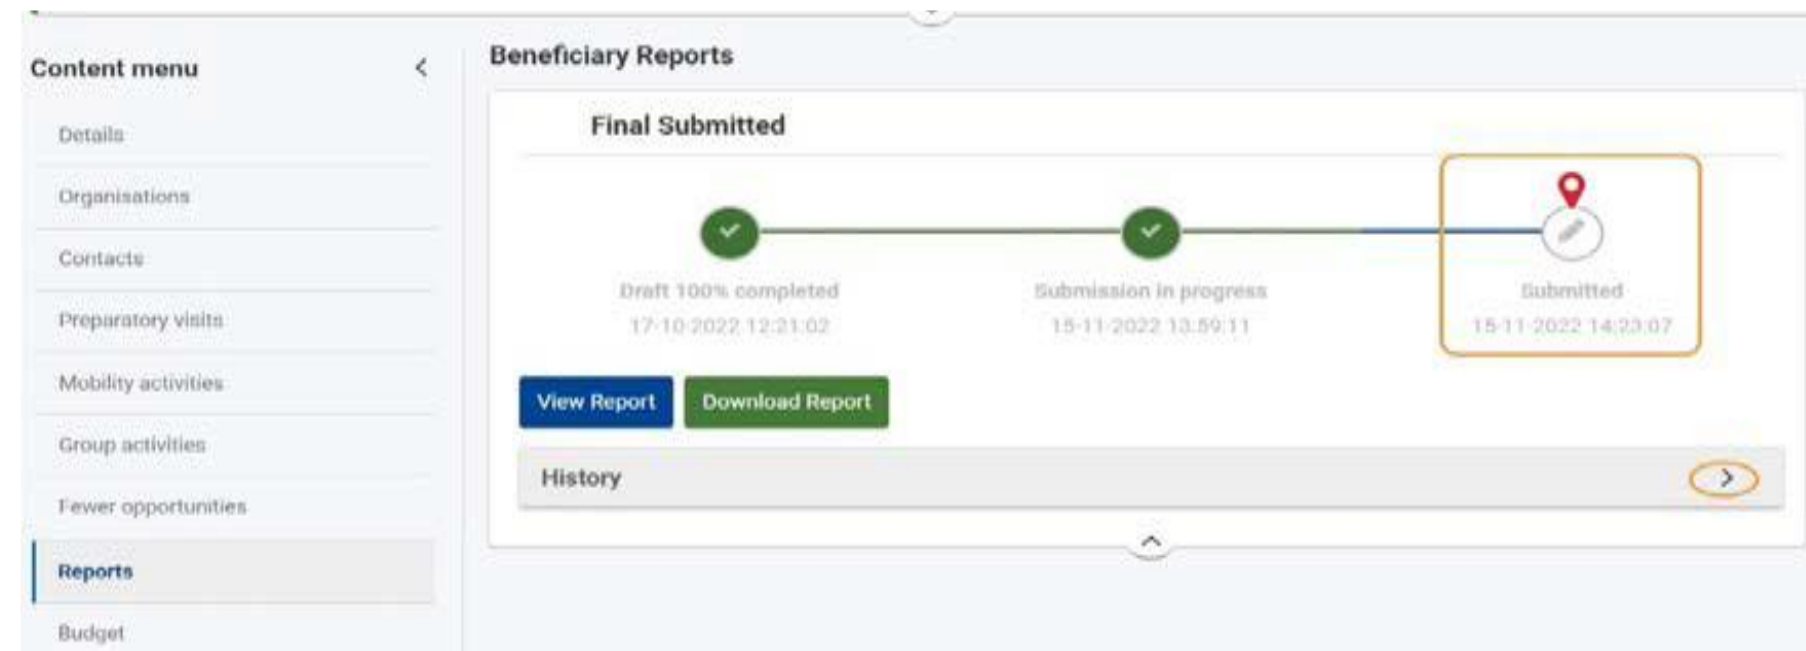 Content menu
Details
Organisations
Contacts
Preparatory visits
Mobility activities
Group activities
Fewer opportunities
Reports
Budget
Beneficiary Reports
Final Submitted
Draft 100% completed
17-10-2022 12:21:02
Submission in progress
15-11-2022 13:59:11
Submitted
15-11-2022 14:23:07
View Report
Download Report
History